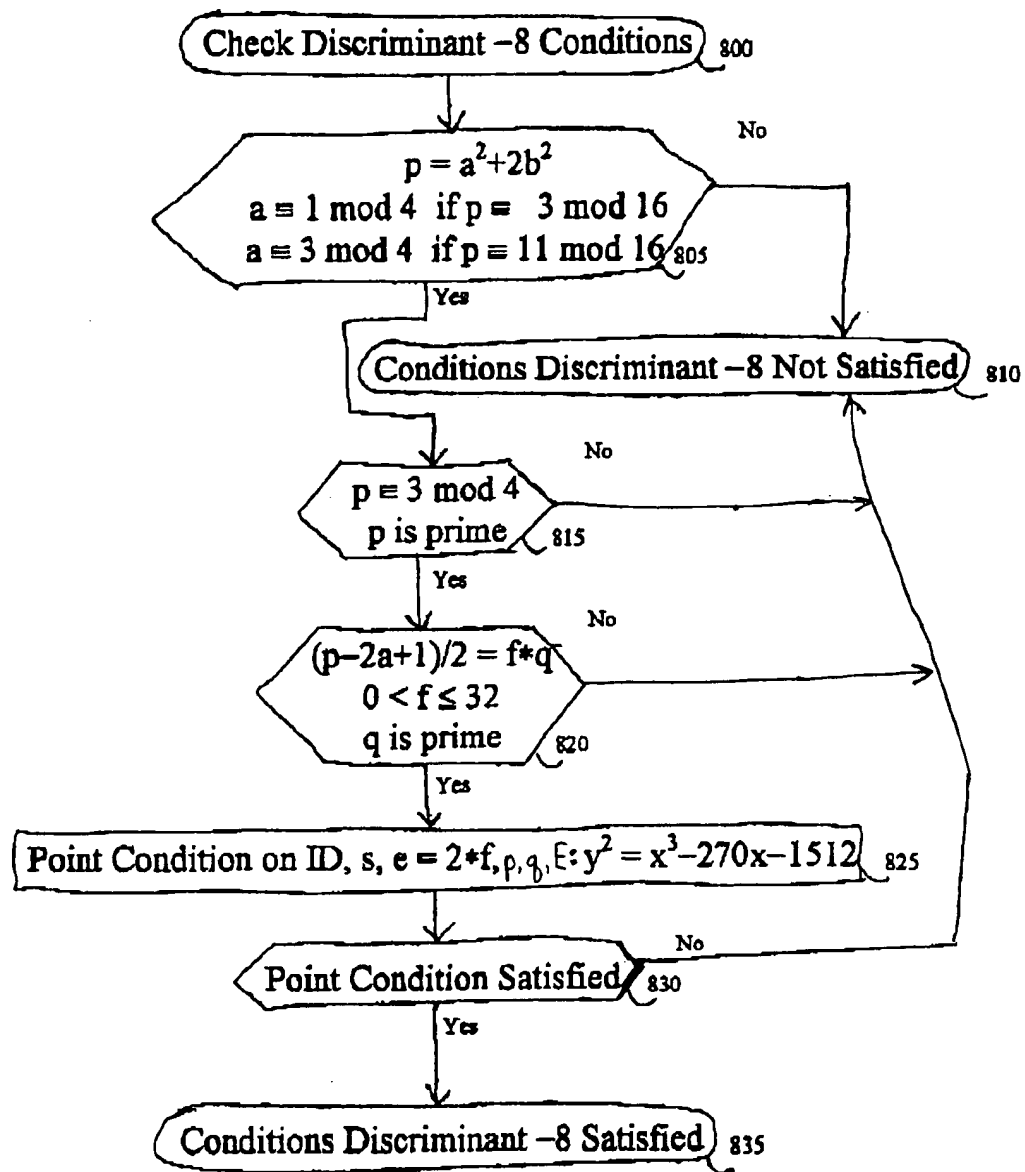 Check Discriminant –8 Conditions 800
No
p = a²+2b²
a ≡ 1 mod 4 if p ≡ 3 mod 16
a ≡ 3 mod 4 if p ≡ 11 mod 16 805
Yes
Conditions Discriminant –8 Not Satisfied 810
No
p ≡ 3 mod 4
p is prime 815
Yes
No
(p–2a+1)/2 = f*q
0 < f ≤ 32
q is prime 820
Yes
Point Condition on ID, s, e = 2*f, p, q, E: y² = x³–270x–1512 825
No
Point Condition Satisfied 830
Yes
Conditions Discriminant –8 Satisfied 835